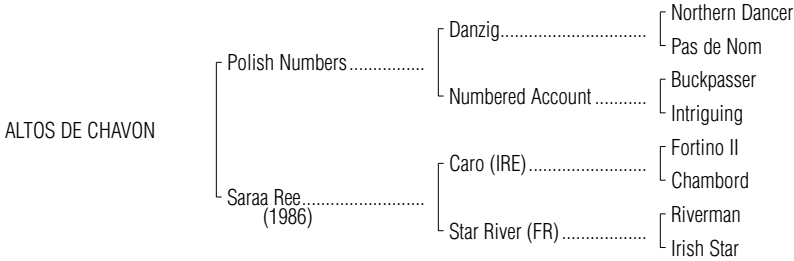 Northern Dancer
Danzig................................
Pas de Nom
Polish Numbers................
Buckpasser
Numbered Account ...........
Intriguing
ALTOS DE CHAVON
Fortino II
Caro (IRE).........................
Chambord
Saraa Ree..........................
(1986)
Riverman
Star River (FR) ..................
Irish Star